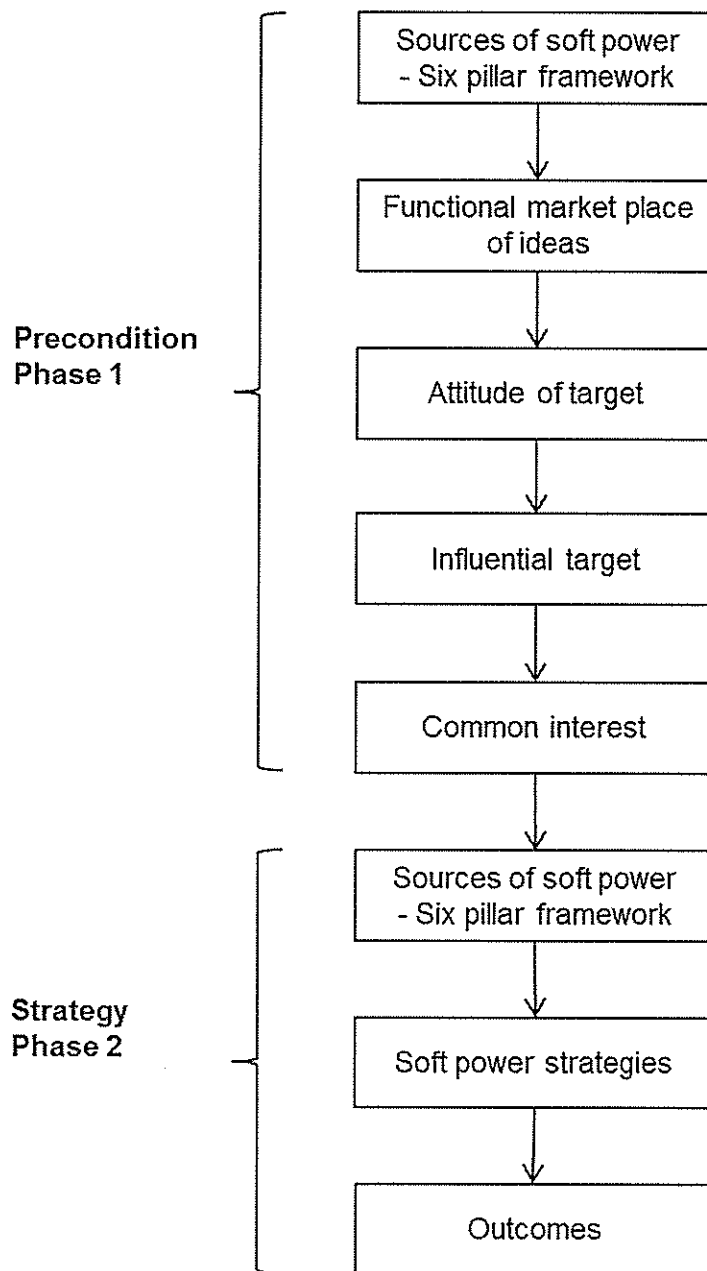 Sources of soft power
- Six pillar framework
Functional market place
of ideas
Precondition
Phase 1
Attitude of target
Influential target
Common interest
Sources of soft power
- Six pillar framework
Strategy
Phase 2
Soft power strategies
Outcomes